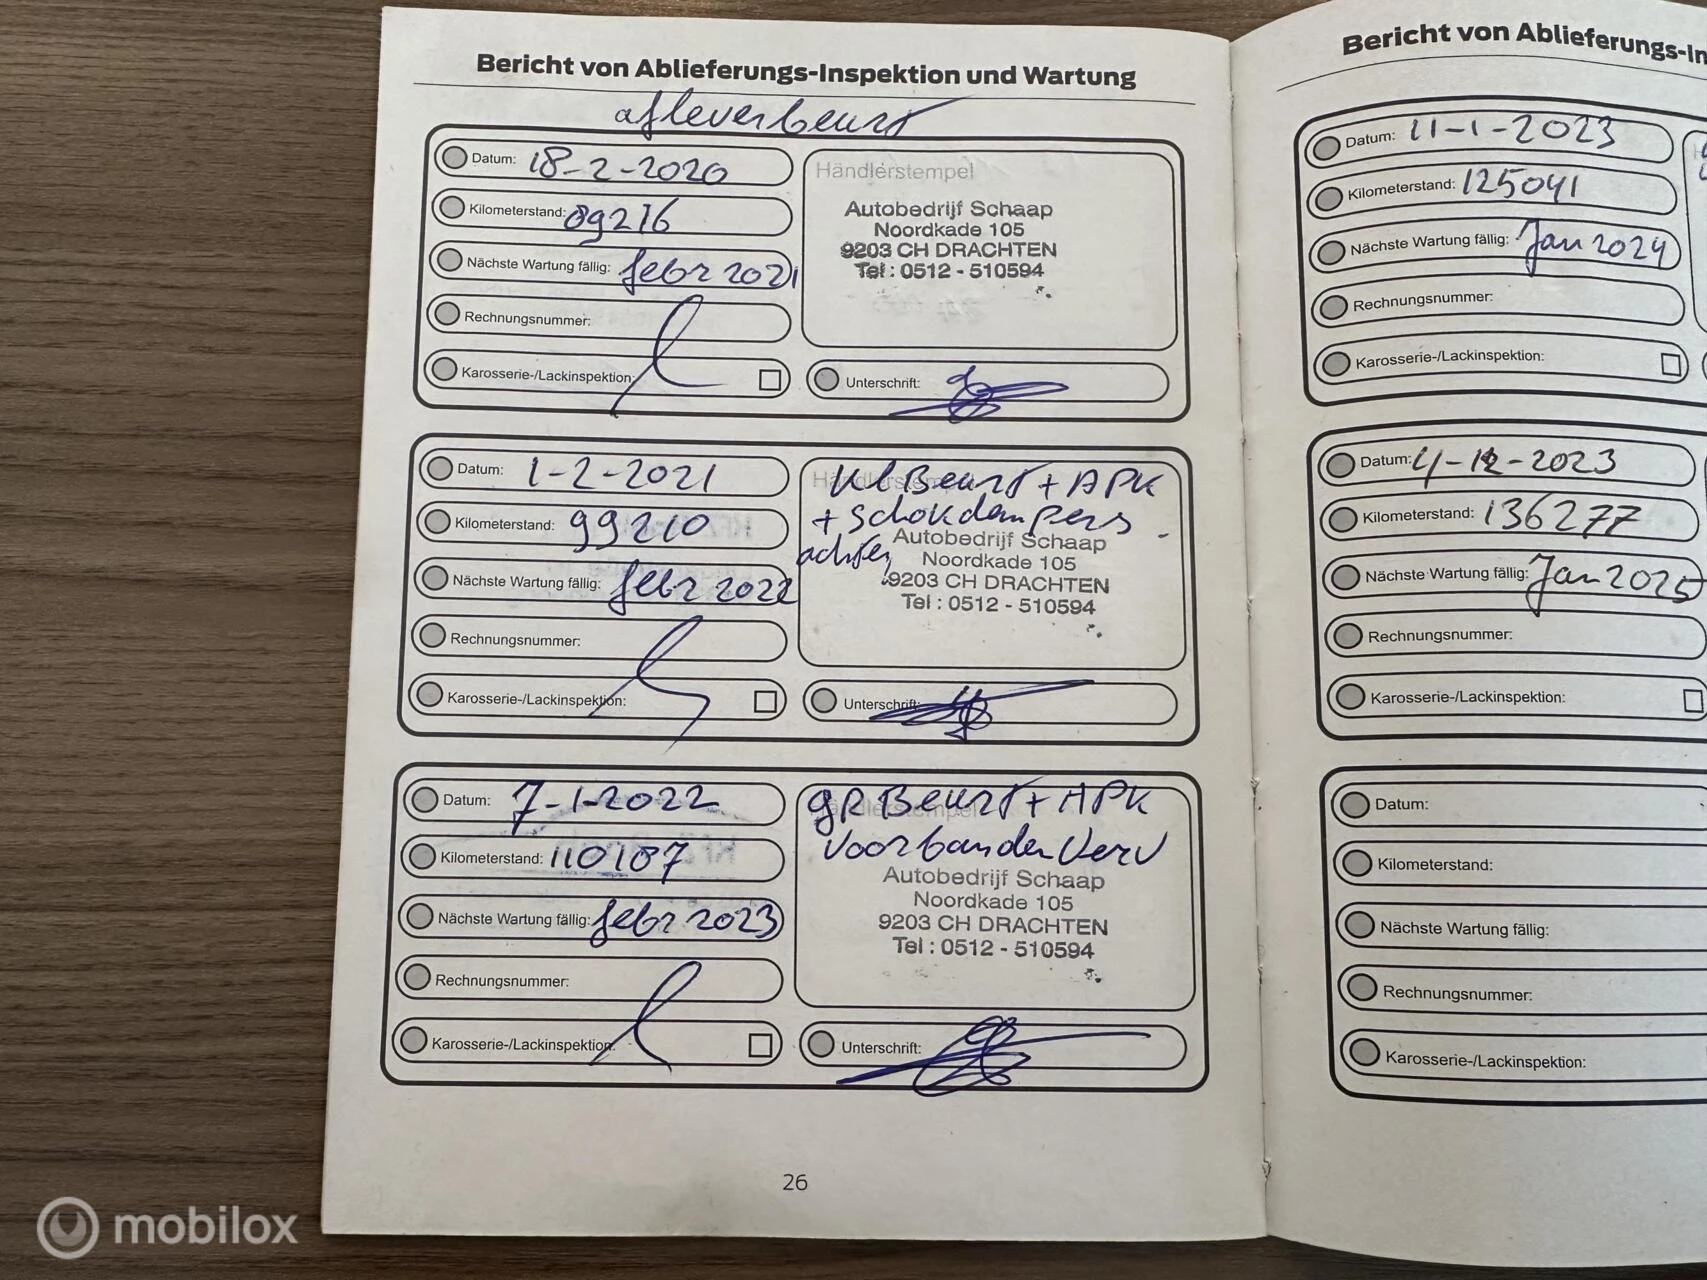 Bericht von Ablieferungs-Inspektion und Wartung
afleverbeurt
Datum: 18-2-2020
Kilometerstand: 89216
Nächste Wartung fällig: febr 2021
Rechnungsnummer:
Karosserie-/Lackinspektion:
Händlerstempel
Autobedrijf Schaap
Noordkade 105
9203 CH DRACHTEN
Tel : 0512 - 510594
Unterschrift:
Datum: 1-2-2021
Kilometerstand: 99210
Nächste Wartung fällig: febr 2022
Rechnungsnummer:
Karosserie-/Lackinspektion:
Händlerstempel
Kl Beurt + APK
+ schokdempers
achter
Autobedrijf Schaap
Noordkade 105
9203 CH DRACHTEN
Tel : 0512 - 510594
Unterschrift:
Datum: 7-1-2022
Kilometerstand: 110107
Nächste Wartung fällig: febr 2023
Rechnungsnummer:
Karosserie-/Lackinspektion:
Händlerstempel
gr Beurt + APK
voorbanden verv
Autobedrijf Schaap
Noordkade 105
9203 CH DRACHTEN
Tel : 0512 - 510594
Unterschrift:
26
Bericht von Ablieferungs-In
Datum: 11-1-2023
Kilometerstand: 125041
Nächste Wartung fällig: Jan 2024
Rechnungsnummer:
Karosserie-/Lackinspektion:
Datum: 4-12-2023
Kilometerstand: 136277
Nächste Wartung fällig: Jan 2025
Rechnungsnummer:
Karosserie-/Lackinspektion:
Datum:
Kilometerstand:
Nächste Wartung fällig:
Rechnungsnummer:
Karosserie-/Lackinspektion:
mobilox